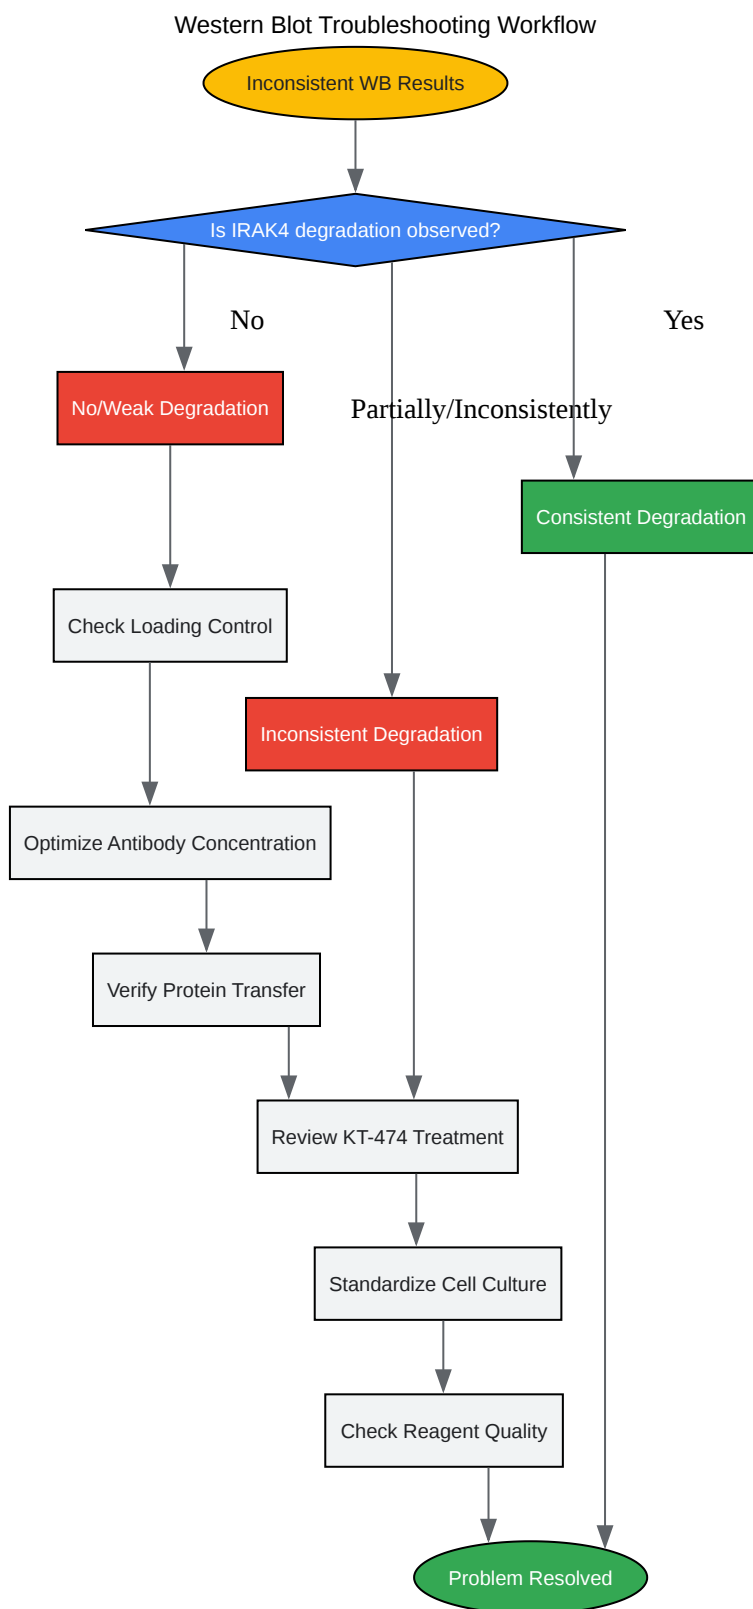 Western Blot Troubleshooting Workflow
Inconsistent WB Results
Is IRAK4 degradation observed?
No
Yes
No/Weak Degradation
Partially/Inconsistently
Consistent Degradation
Check Loading Control
Inconsistent Degradation
Optimize Antibody Concentration
Verify Protein Transfer
Review KT-474 Treatment
Standardize Cell Culture
Check Reagent Quality
Problem Resolved